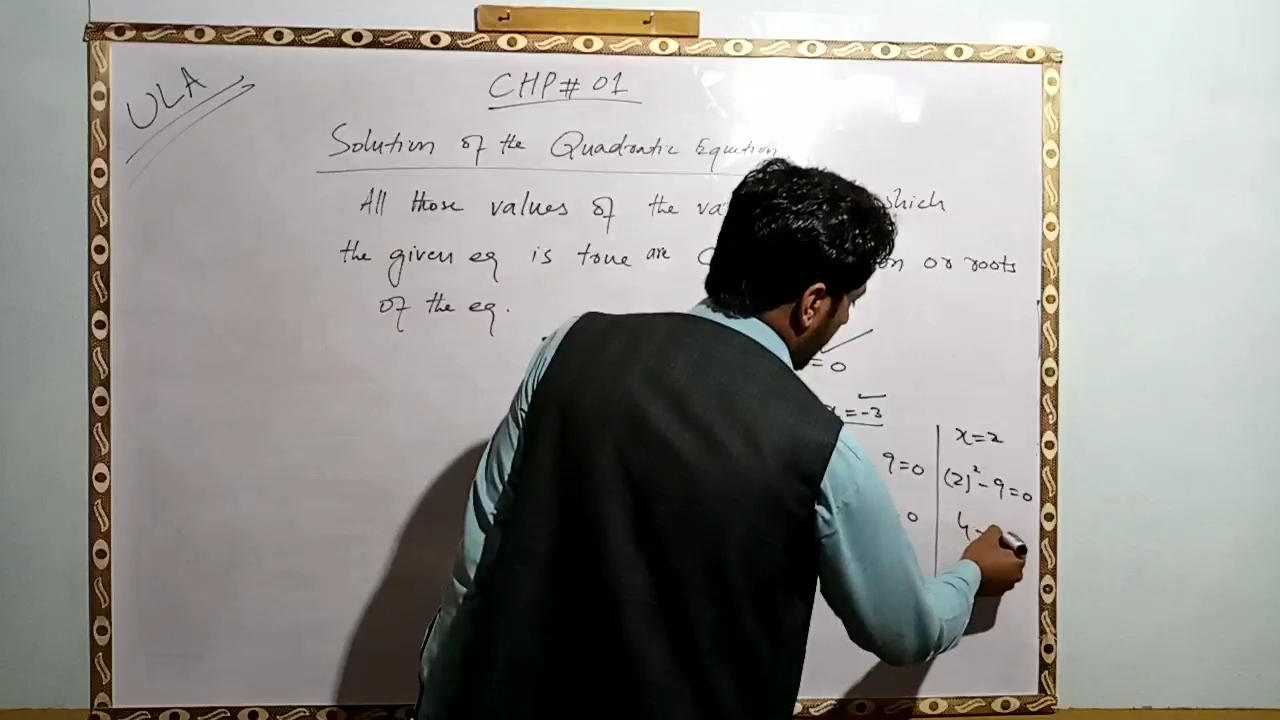 ULA
CHP# 01
Solution of the Quadratic Equation
All those values of the which
the given eq is true are or roots
of the eq.
= 0
= -3
9=0
= 0
x=2
(2)² - 9=0
4 -